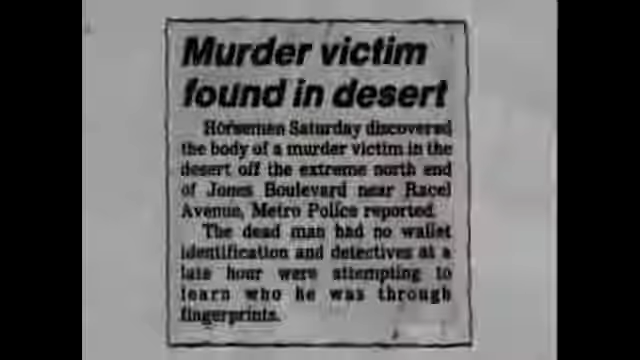 Murder victim
found in desert
Horsemen Saturday discovered
the body of a murder victim in the
desert off the extreme north end
of Jones Boulevard near Racel
Avenue, Metro Police reported.
The dead man had no wallet
identification and detectives at a
late hour were attempting to
learn who he was through
fingerprints.